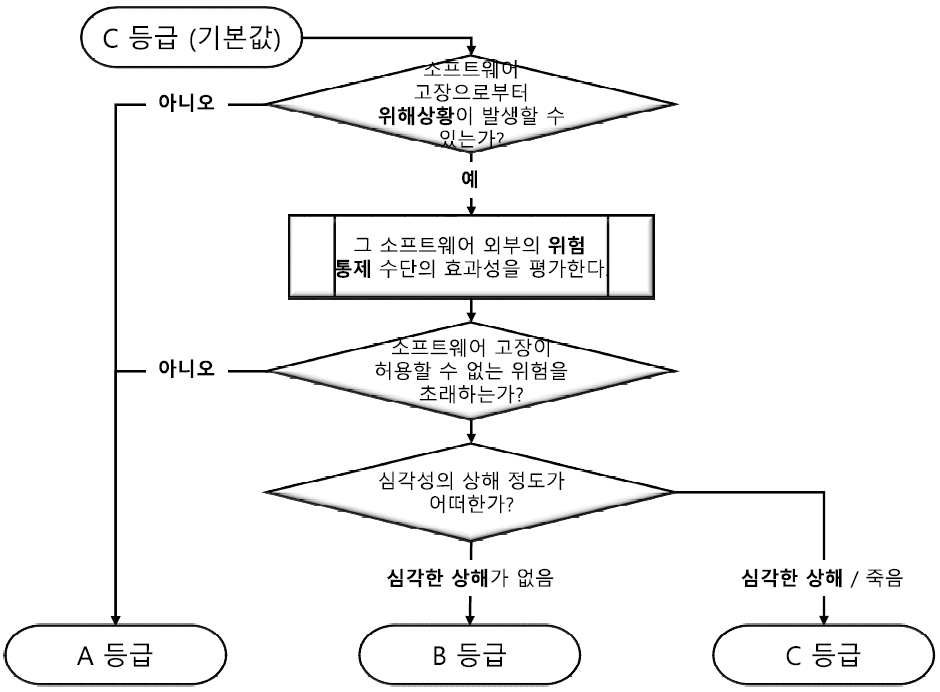 C 등급 (기본값)
소프트웨어
고장으로부터
위해상황이 발생할 수
있는가?
아니오
예
그 소프트웨어 외부의 위험
통제 수단의 효과성을 평가한다.
소프트웨어 고장이
허용할 수 없는 위험을
초래하는가?
아니오
심각성의 상해 정도가
어떠한가?
심각한 상해가 없음
심각한 상해 / 죽음
A 등급
B 등급
C 등급